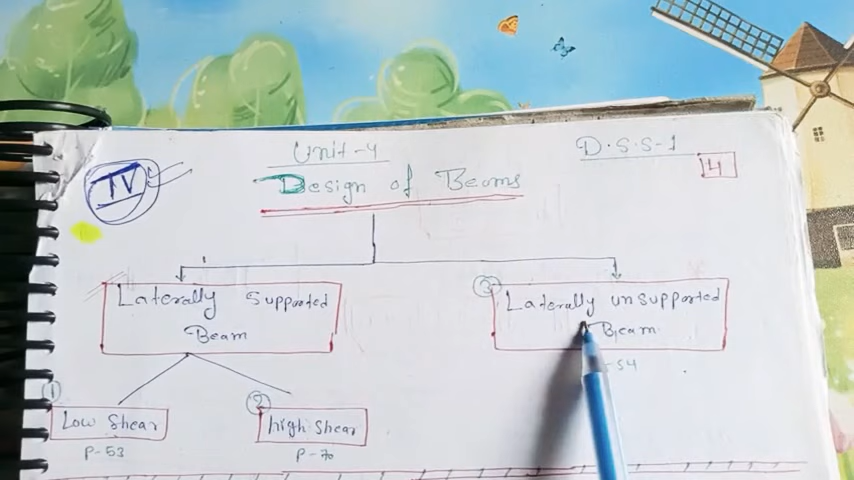 Unit-4
D.S.S-1
4
IV
Design of Beams
Laterally Supported
Beam
3
Laterally unsupported
Beam
-54
1
Low Shear
P-53
2
high Shear
P-70